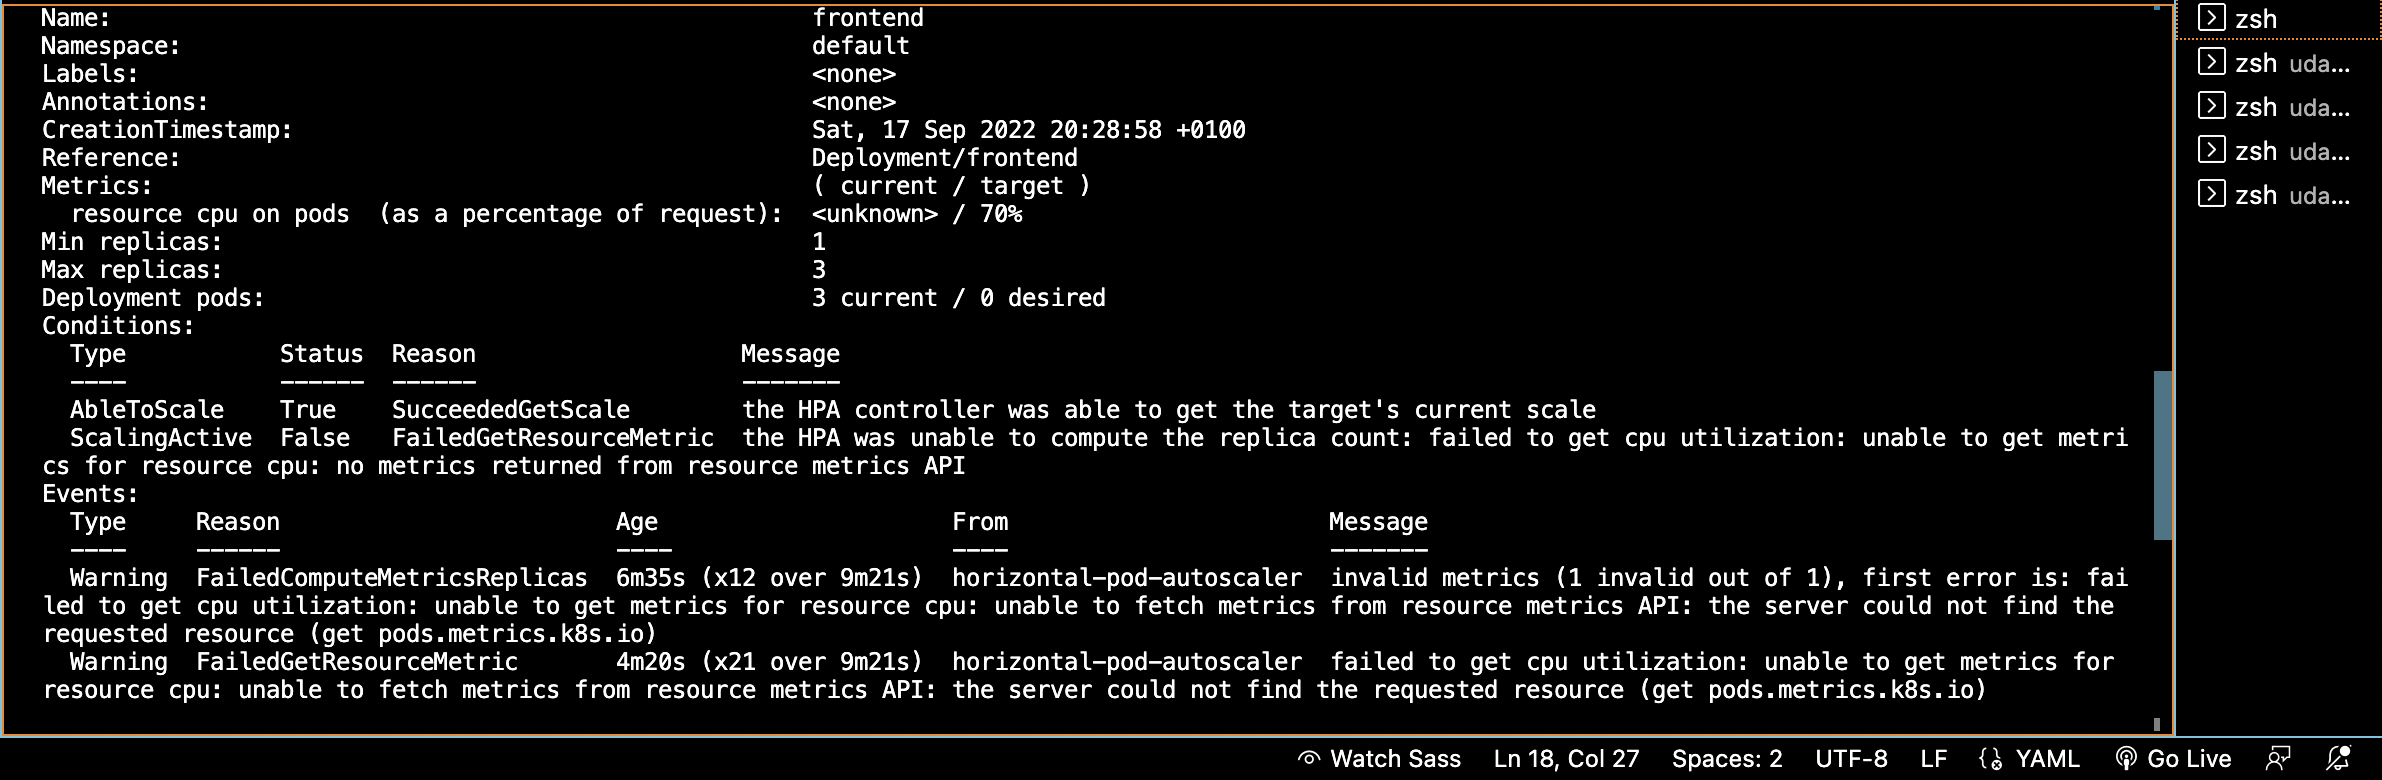 Name: frontend
Namespace: default
Labels: <none>
Annotations: <none>
CreationTimestamp: Sat, 17 Sep 2022 20:28:58 +0100
Reference: Deployment/frontend
Metrics: ( current / target )
resource cpu on pods (as a percentage of request): <unknown> / 70%
Min replicas: 1
Max replicas: 3
Deployment pods: 3 current / 0 desired
Conditions:
Type Status Reason Message
---- ------ ------ -------
AbleToScale True SucceededGetScale the HPA controller was able to get the target's current scale
ScalingActive False FailedGetResourceMetric the HPA was unable to compute the replica count: failed to get cpu utilization: unable to get metri
cs for resource cpu: no metrics returned from resource metrics API
Events:
Type Reason Age From Message
---- ------ ---- ---- -------
Warning FailedComputeMetricsReplicas 6m35s (x12 over 9m21s) horizontal-pod-autoscaler invalid metrics (1 invalid out of 1), first error is: fai
led to get cpu utilization: unable to get metrics for resource cpu: unable to fetch metrics from resource metrics API: the server could not find the
requested resource (get pods.metrics.k8s.io)
Warning FailedGetResourceMetric 4m20s (x21 over 9m21s) horizontal-pod-autoscaler failed to get cpu utilization: unable to get metrics for
resource cpu: unable to fetch metrics from resource metrics API: the server could not find the requested resource (get pods.metrics.k8s.io)
zsh
zsh uda...
zsh uda...
zsh uda...
zsh uda...
Watch Sass Ln 18, Col 27 Spaces: 2 UTF-8 LF YAML Go Live